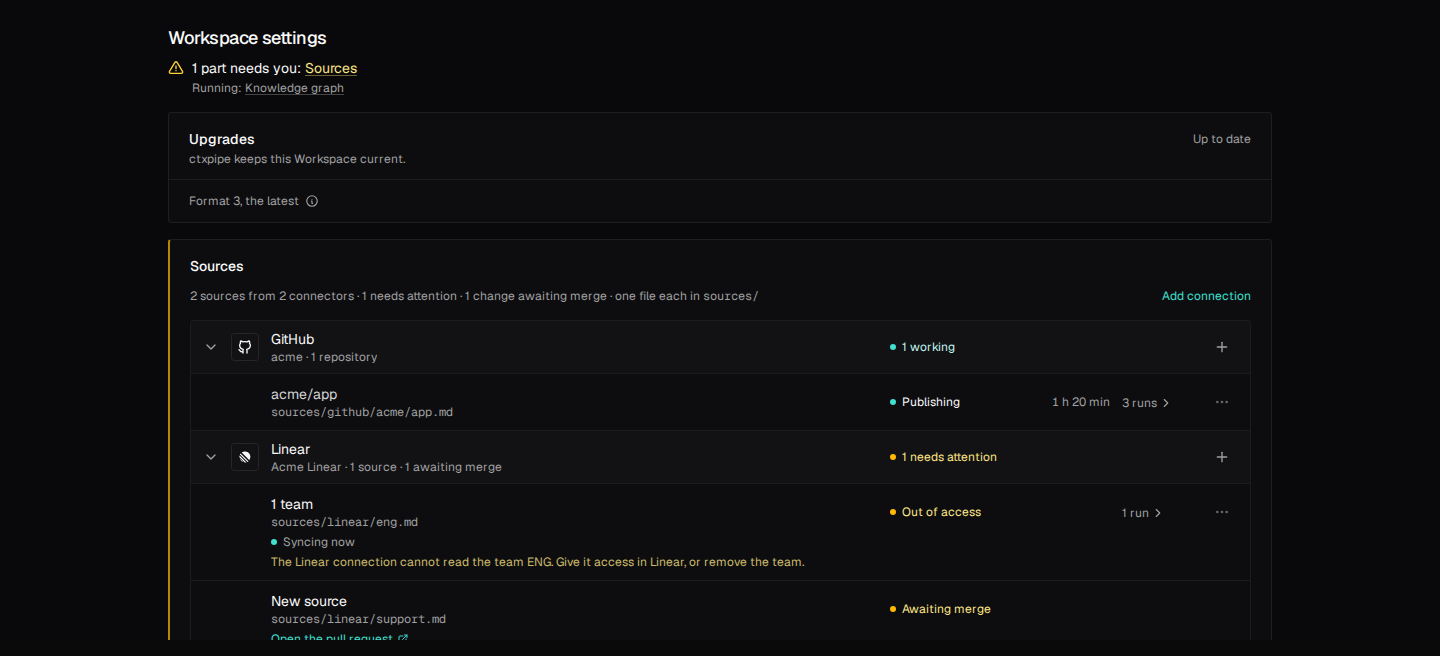 Workspace settings
1 part needs you: Sources
Running: Knowledge graph
Upgrades
Up to date
ctxpipe keeps this Workspace current.
Format 3, the latest
Sources
2 sources from 2 connectors · 1 needs attention · 1 change awaiting merge · one file each in sources/
Add connection
GitHub
acme · 1 repository
1 working
acme/app
sources/github/acme/app.md
Publishing
1 h 20 min
3 runs
Linear
Acme Linear · 1 source · 1 awaiting merge
1 needs attention
1 team
sources/linear/eng.md
Out of access
1 run
Syncing now
The Linear connection cannot read the team ENG. Give it access in Linear, or remove the team.
New source
sources/linear/support.md
Awaiting merge
Open the pull request